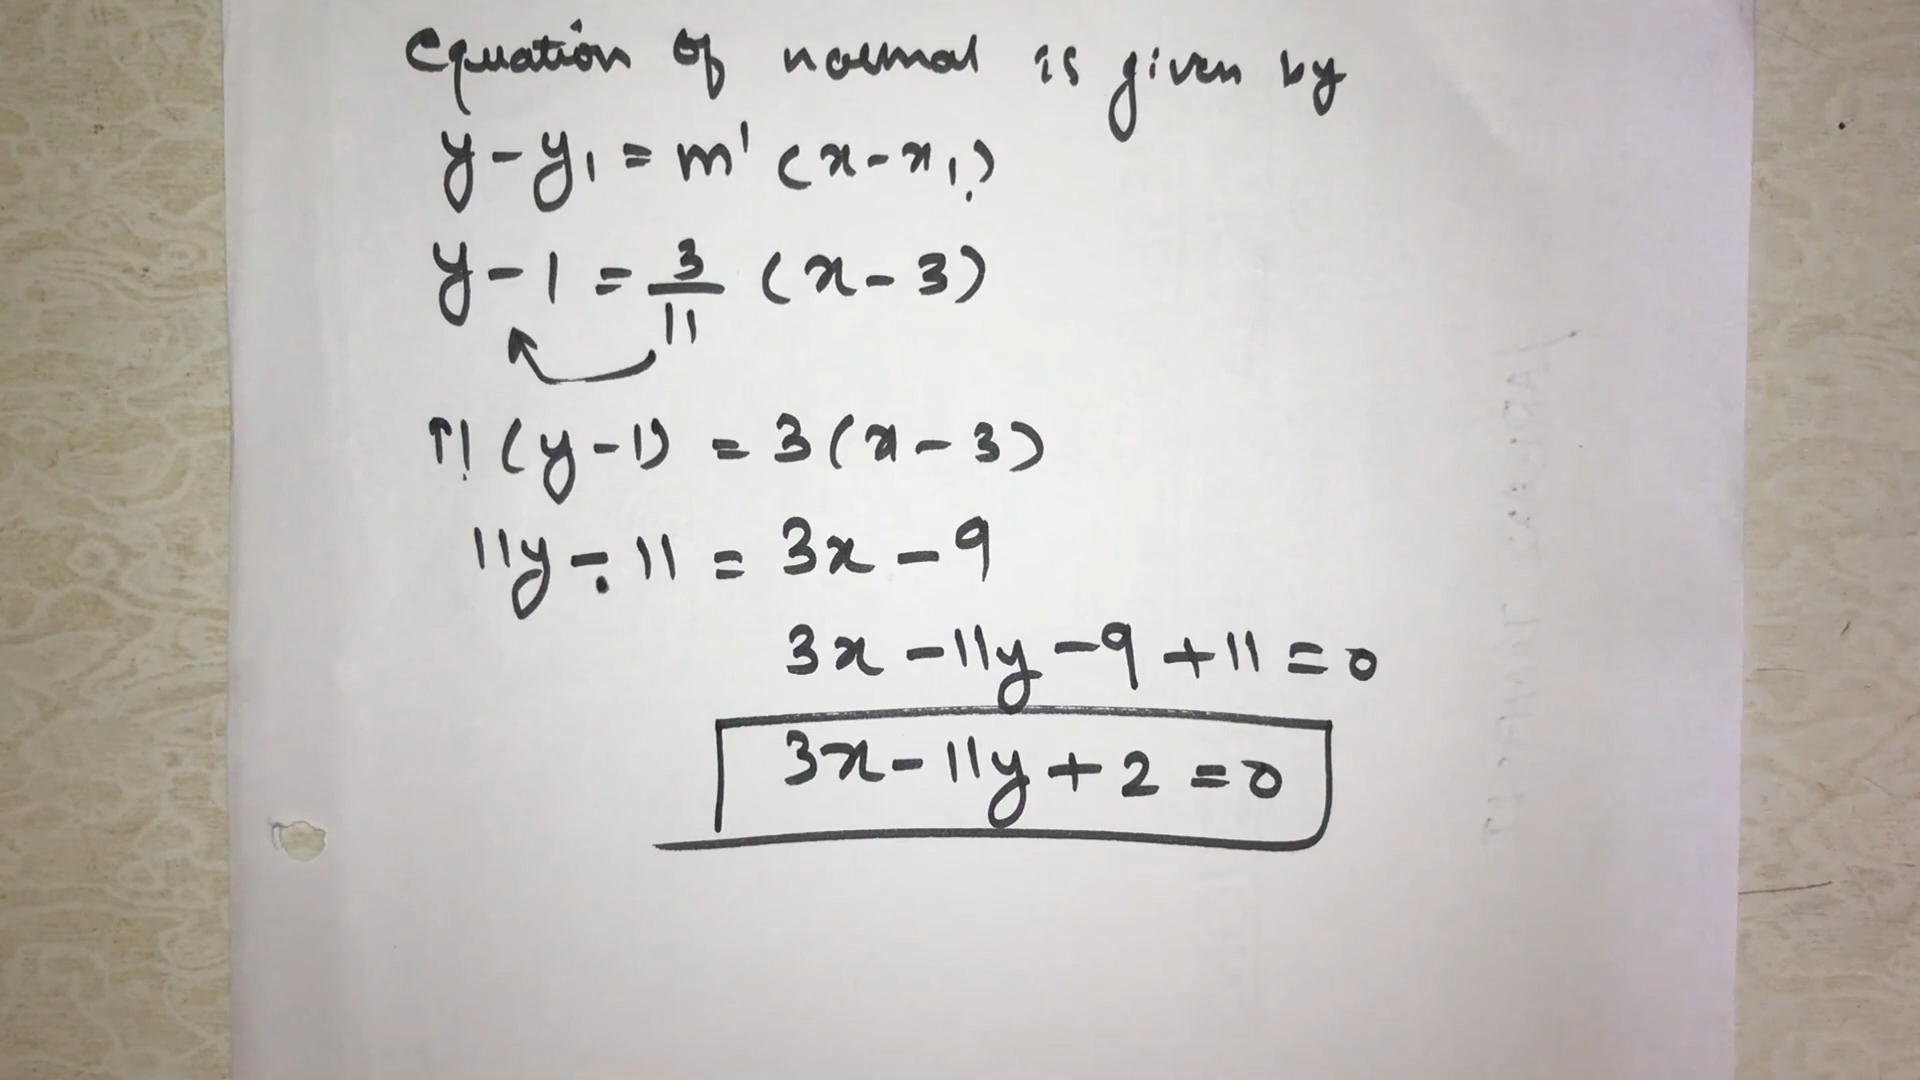 Equation of normal is given by
y - y₁ = m' (x - x₁)
y - 1 = 3/11 (x - 3)
11 (y - 1) = 3 (x - 3)
11y - 11 = 3x - 9
3x - 11y - 9 + 11 = 0
3x - 11y + 2 = 0